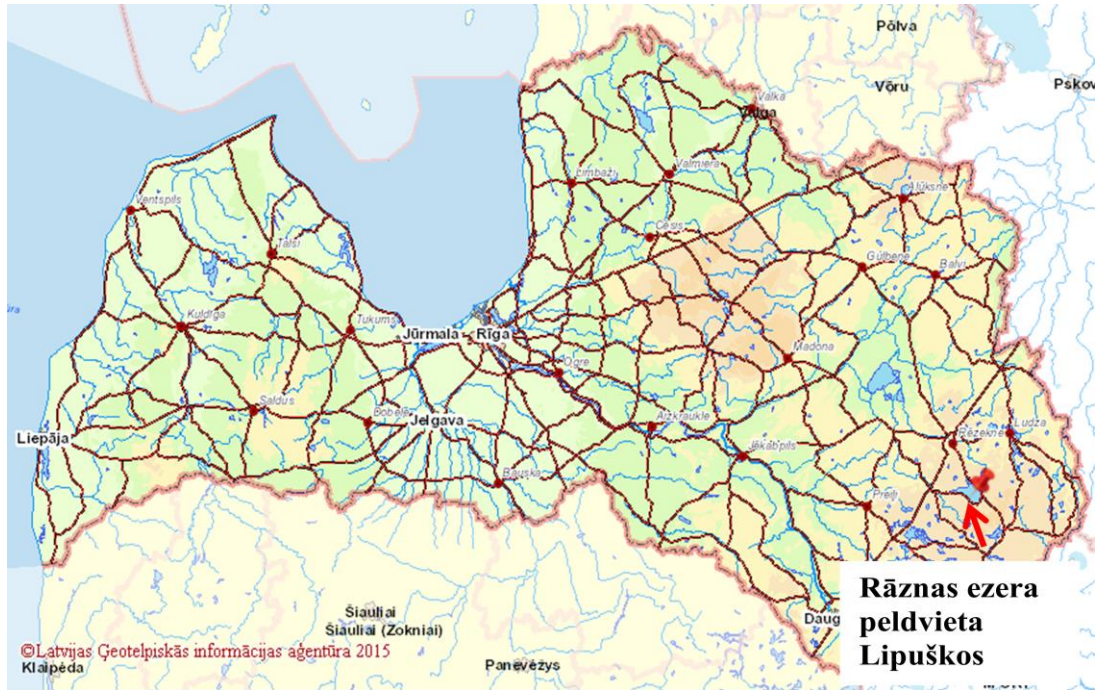 Põlva
Võru
Pskov
Valka
Valga
Valmiera
Limbaži
Alūksne
Ventspils
Cēsis
Talsi
Gulbene
Balvi
Kuldīga
Tukums
Jūrmala
Rīga
Madona
Ogre
Saldus
Dobele
Jelgava
Aizkraukle
Liepāja
Rēzekne
Ludza
Jēkabpils
Bauska
Preiļi
Rāznas ezera
peldvieta
Lipuškos
Daug
Šiauliai
Šiauliai (Zokniai)
©Latvijas Ģeotelpiskās informācijas aģentūra 2015
Klaipėda
Panevėžys